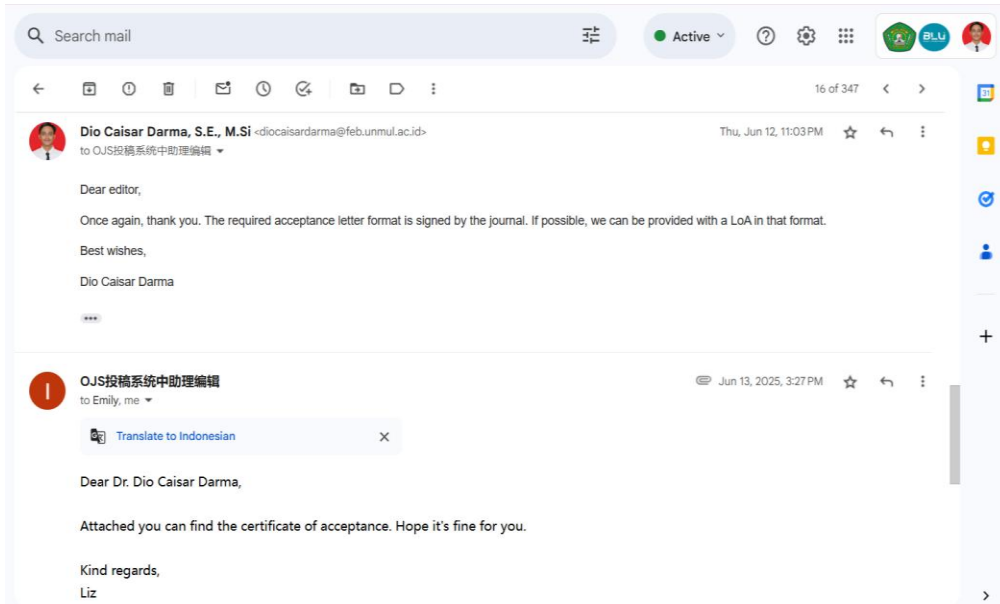 Search mail
Active
BLU
16 of 347
31
Dio Caisar Darma, S.E., M.Si <diocaisardarma@feb.unmul.ac.id>
Thu, Jun 12, 11:03 PM
to OJS投稿系统中助理编辑
Dear editor,
Once again, thank you. The required acceptance letter format is signed by the journal. If possible, we can be provided with a LoA in that format.
Best wishes,
Dio Caisar Darma
I
OJS投稿系统中助理编辑
Jun 13, 2025, 3:27 PM
to Emily, me
Translate to Indonesian
Dear Dr. Dio Caisar Darma,
Attached you can find the certificate of acceptance. Hope it's fine for you.
Kind regards,
Liz